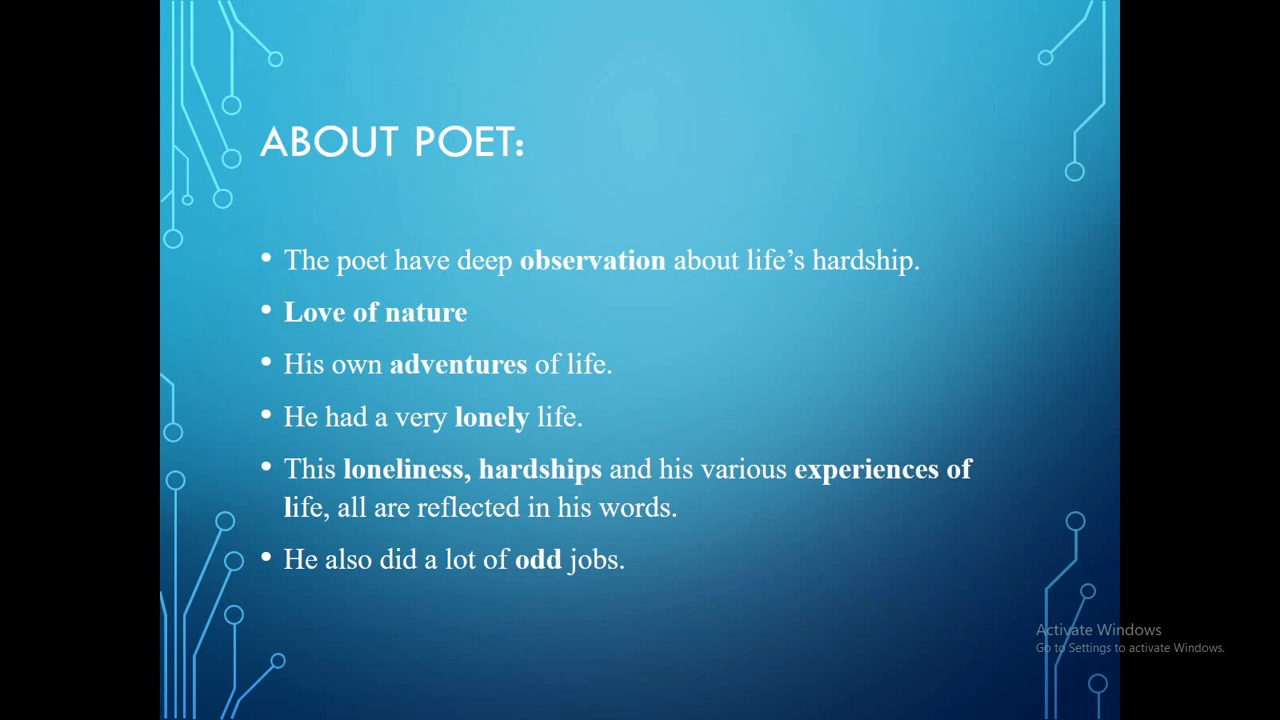 ABOUT POET:
• The poet have deep observation about life’s hardship.
• Love of nature
• His own adventures of life.
• He had a very lonely life.
• This loneliness, hardships and his various experiences of
life, all are reflected in his words.
• He also did a lot of odd jobs.
Activate Windows
Go to Settings to activate Windows.